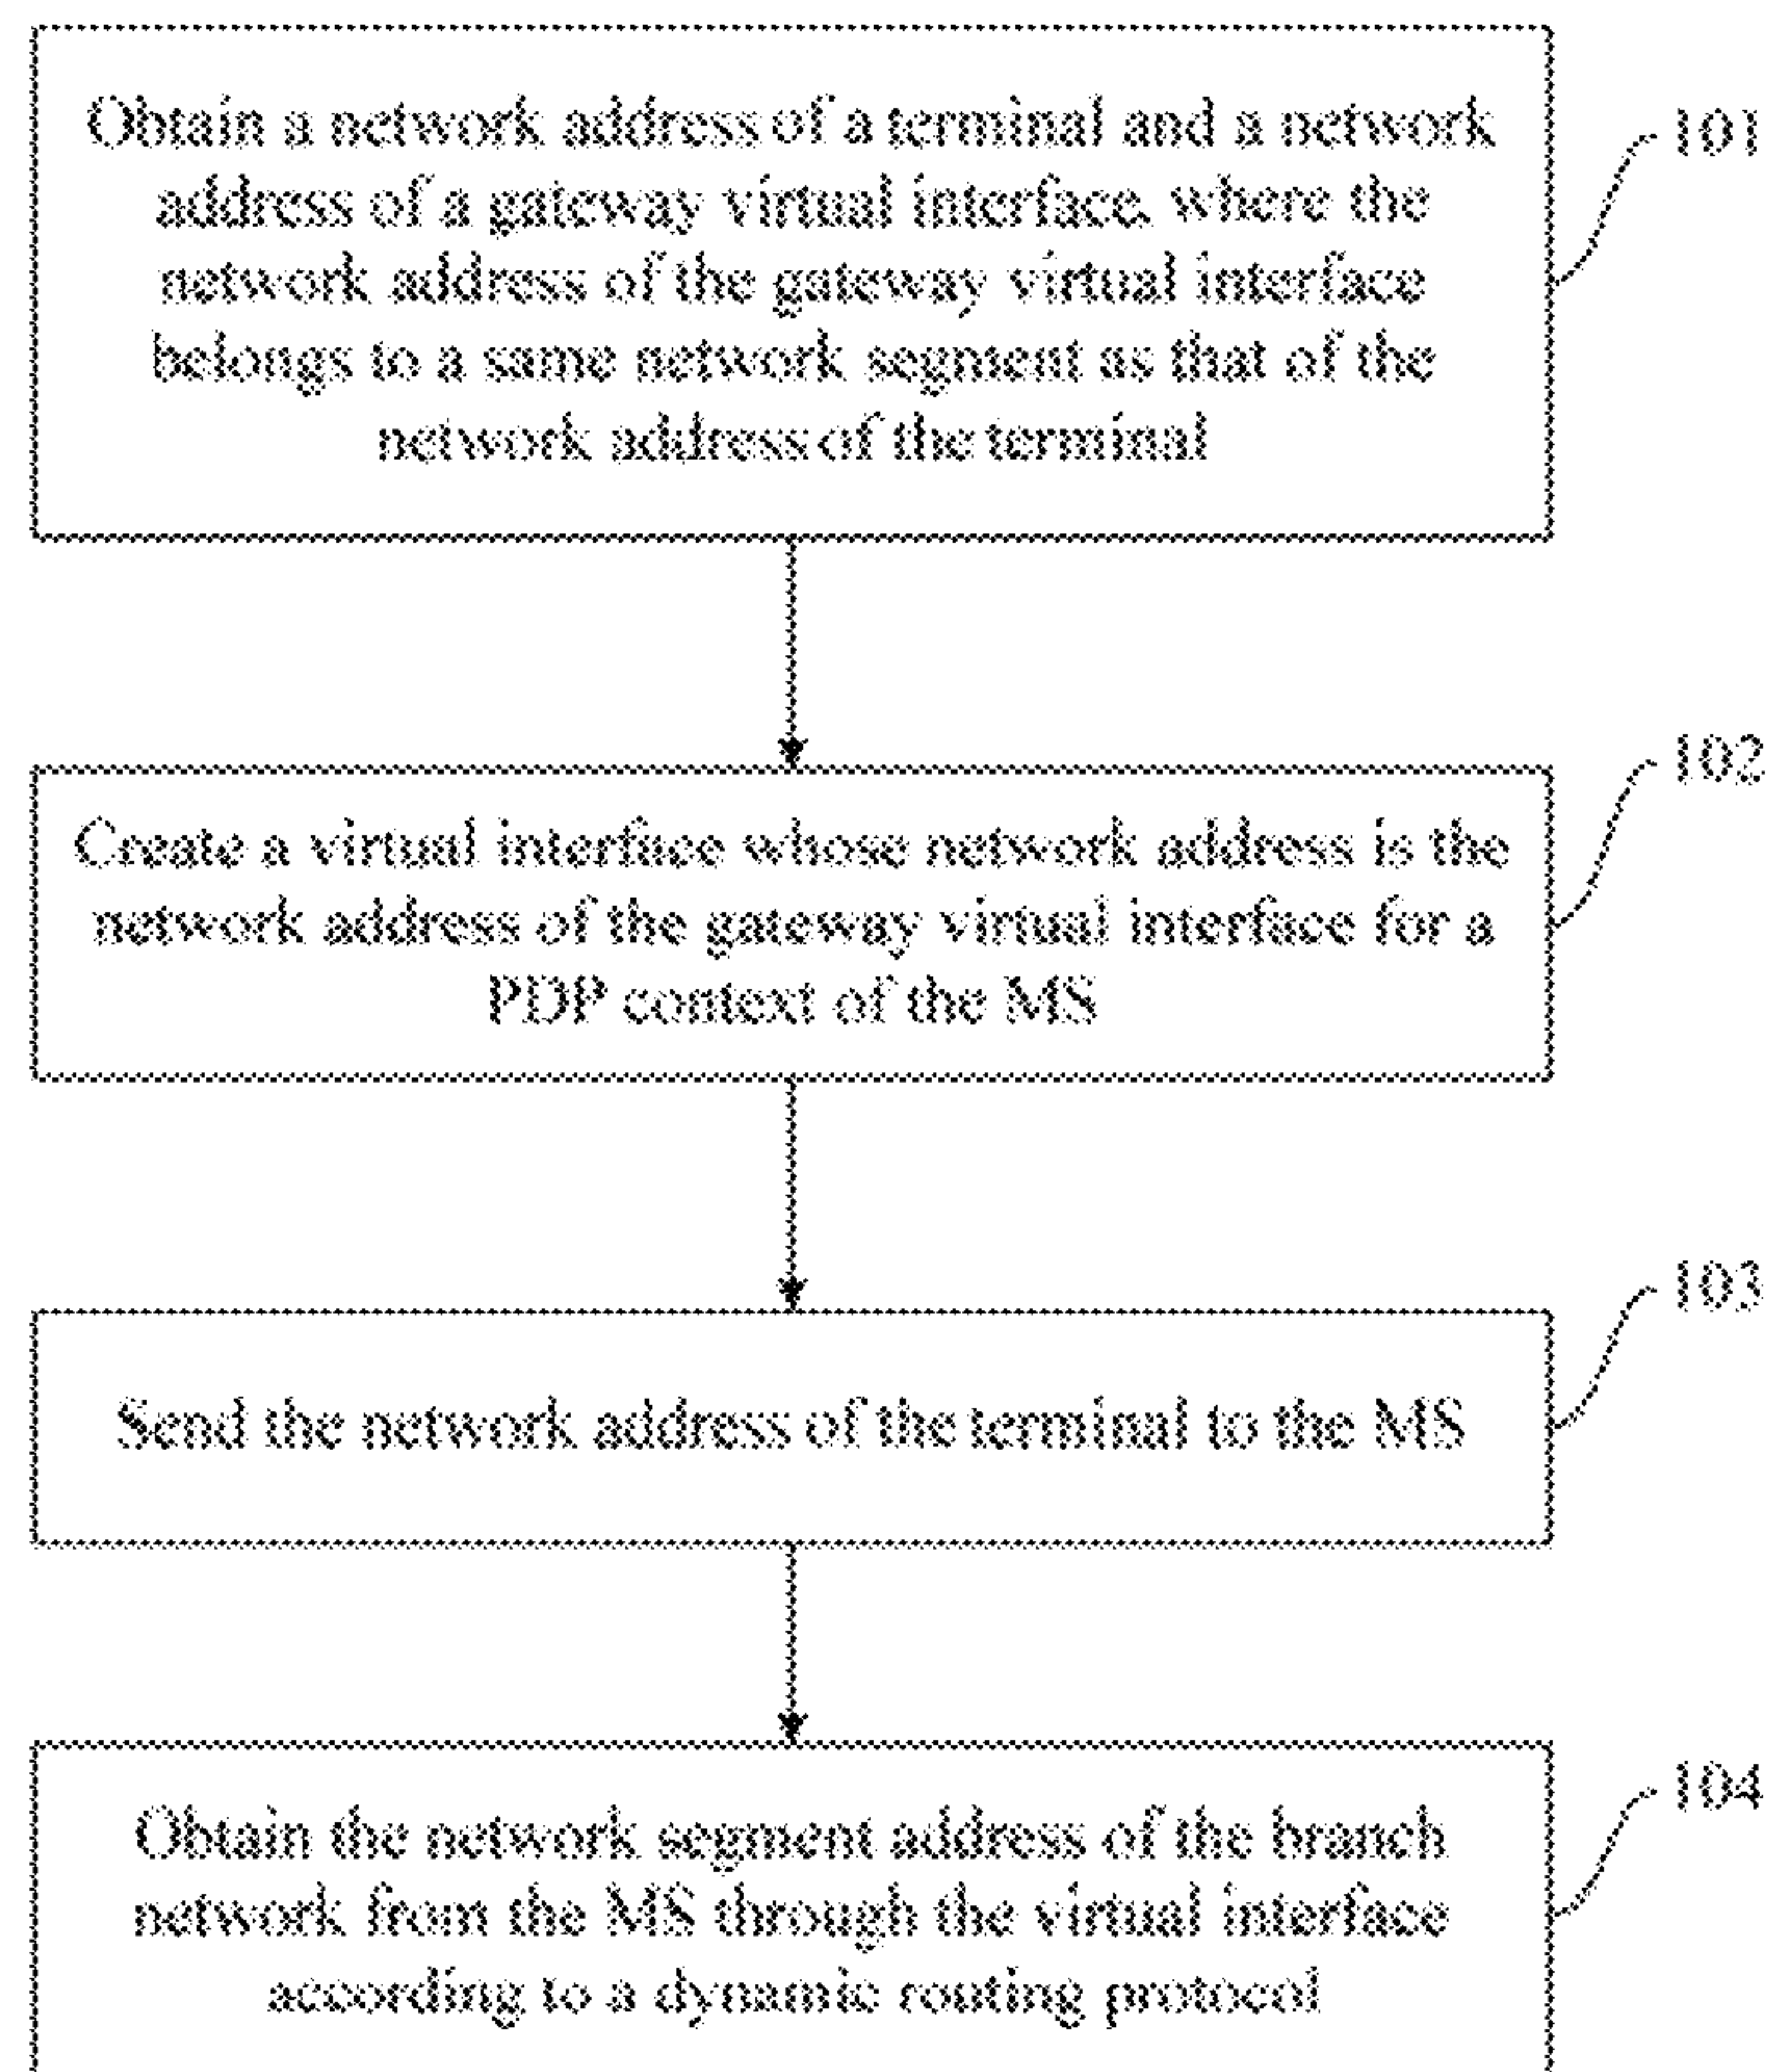 Obtain a network address of a terminal and a network
address of a gateway virtual interface, where the
network address of the gateway virtual interface
belongs to a same network segment as that of the
network address of the terminal
101
Create a virtual interface whose network address is the
network address of the gateway virtual interface for a
PDP context of the MS
102
Send the network address of the terminal to the MS
103
Obtain the network segment address of the branch
network from the MS through the virtual interface
according to a dynamic routing protocol
104